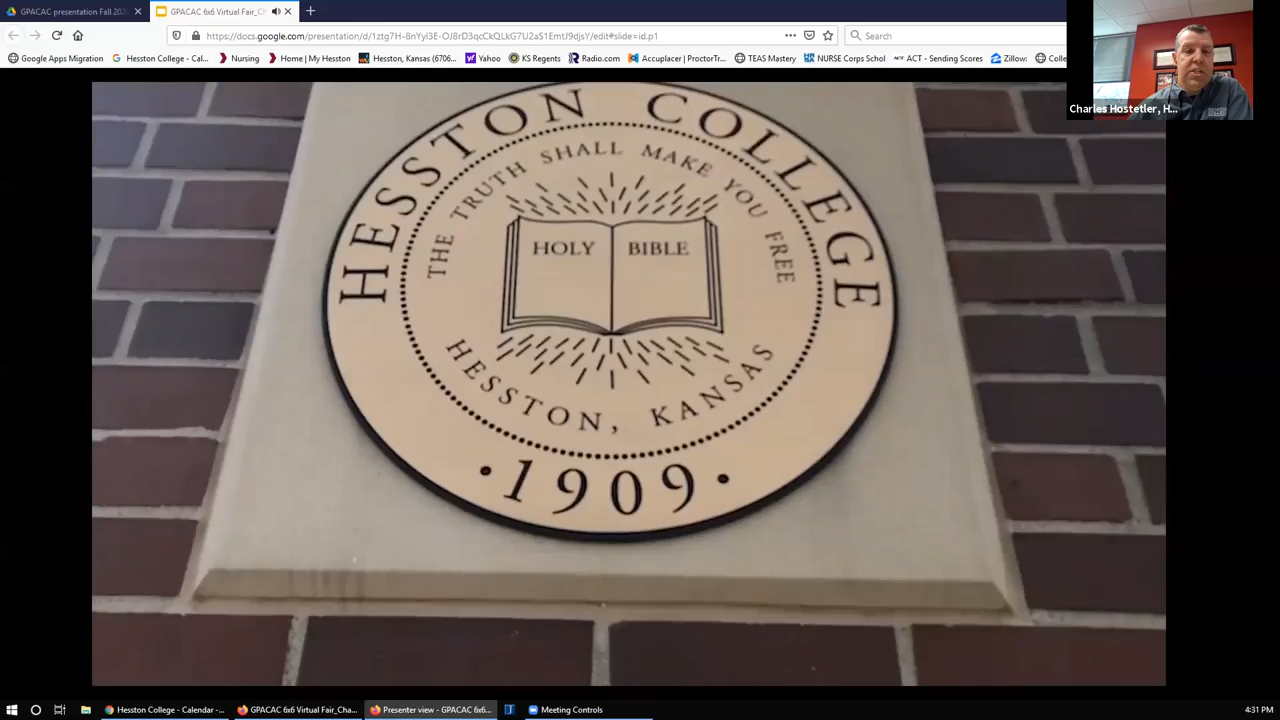 GPACAC presentation Fall 202
GPACAC 6x6 Virtual Fair_Ch
https://docs.google.com/presentation/d/1ztg7H-8nYyl3E-OJ8rD3qcCkQLkG7U2aS1EmtJ9djsY/edit#slide=id.p1
Search
Google Apps Migration
Hesston College - Cal...
Nursing
Home | My Hesston
Hesston, Kansas (6706...
Yahoo
KS Regents
Radio.com
Accuplacer | ProctorTr...
TEAS Mastery
NURSE Corps Schol
ACT - Sending Scores
Zillow:
Colle
Charles Hostetler, H...
HESSTON COLLEGE
THE TRUTH SHALL MAKE YOU FREE
HOLY BIBLE
HESSTON, KANSAS
·1909·
Hesston College - Calendar -...
GPACAC 6x6 Virtual Fair_Cha...
Presenter view - GPACAC 6x6...
Meeting Controls
4:31 PM